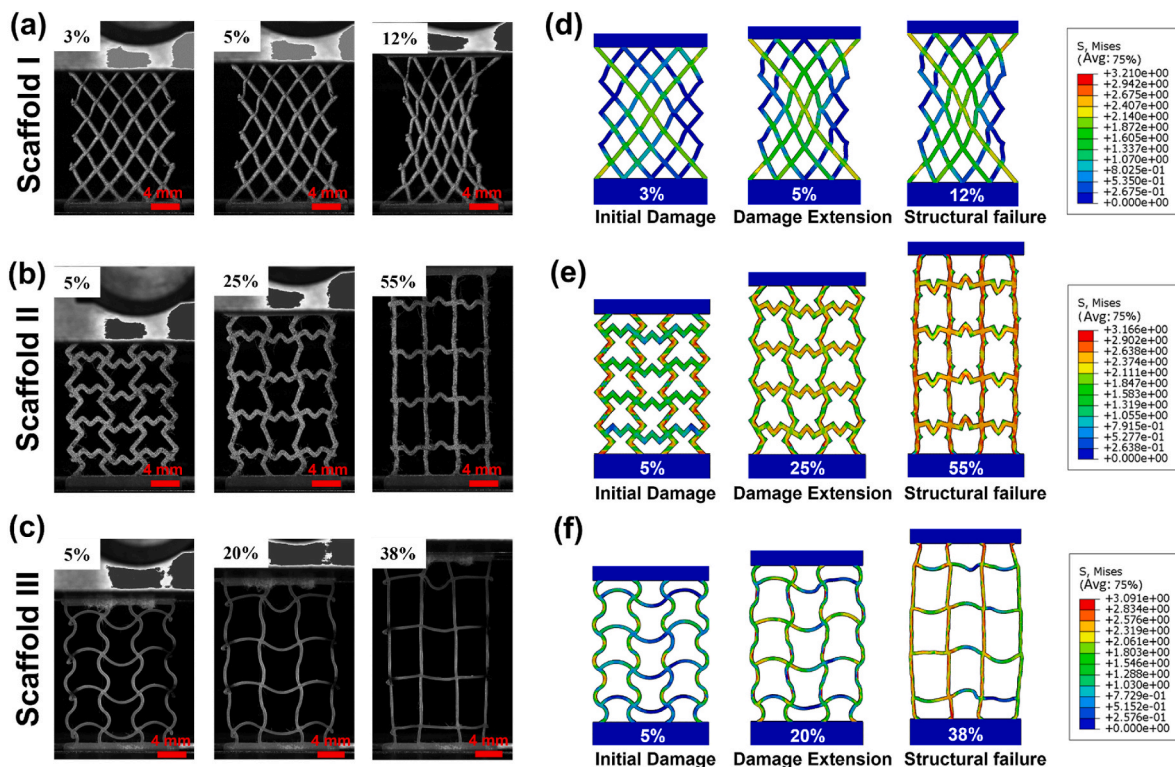 (a)
Scaffold I
3%
5%
12%
4 mm
4 mm
4 mm
(d)
3%
5%
12%
Initial Damage
Damage Extension
Structural failure
S, Mises
(Avg: 75%)
+3.210e+00
+2.942e+00
+2.675e+00
+2.407e+00
+2.140e+00
+1.872e+00
+1.605e+00
+1.337e+00
+1.070e+00
+8.025e-01
+5.350e-01
+2.675e-01
+0.000e+00
(b)
Scaffold II
5%
25%
55%
4 mm
4 mm
4 mm
(e)
5%
25%
55%
Initial Damage
Damage Extension
Structural failure
S, Mises
(Avg: 75%)
+3.166e+00
+2.902e+00
+2.638e+00
+2.374e+00
+2.111e+00
+1.847e+00
+1.583e+00
+1.319e+00
+1.055e+00
+7.915e-01
+5.277e-01
+2.638e-01
+0.000e+00
(c)
Scaffold III
5%
20%
38%
4 mm
4 mm
4 mm
(f)
5%
20%
38%
Initial Damage
Damage Extension
Structural failure
S, Mises
(Avg: 75%)
+3.091e+00
+2.834e+00
+2.576e+00
+2.319e+00
+2.061e+00
+1.803e+00
+1.546e+00
+1.288e+00
+1.030e+00
+7.729e-01
+5.152e-01
+2.576e-01
+0.000e+00